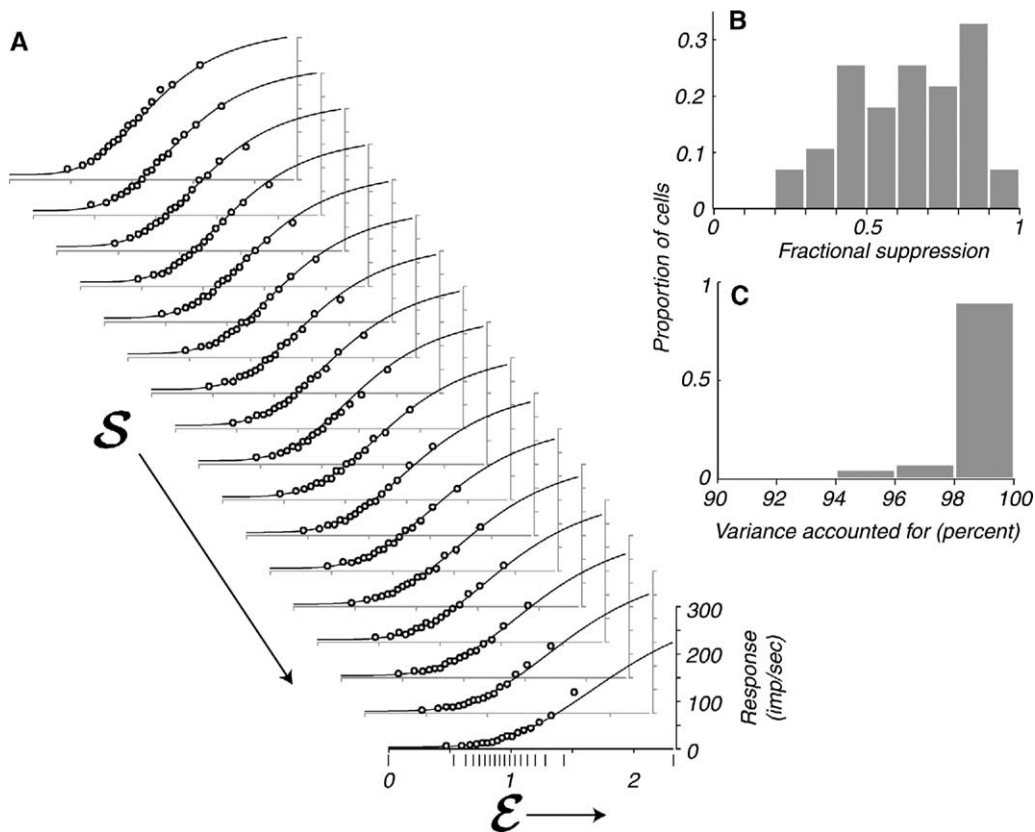 A
S
300
200
100
0
Response
(imp/sec)
0 1 2
ℰ
B
0.3
0.2
0.1
0
0 0.5 1
Fractional suppression
Proportion of cells
C
1
0.5
0
90 92 94 96 98 100
Variance accounted for (percent)